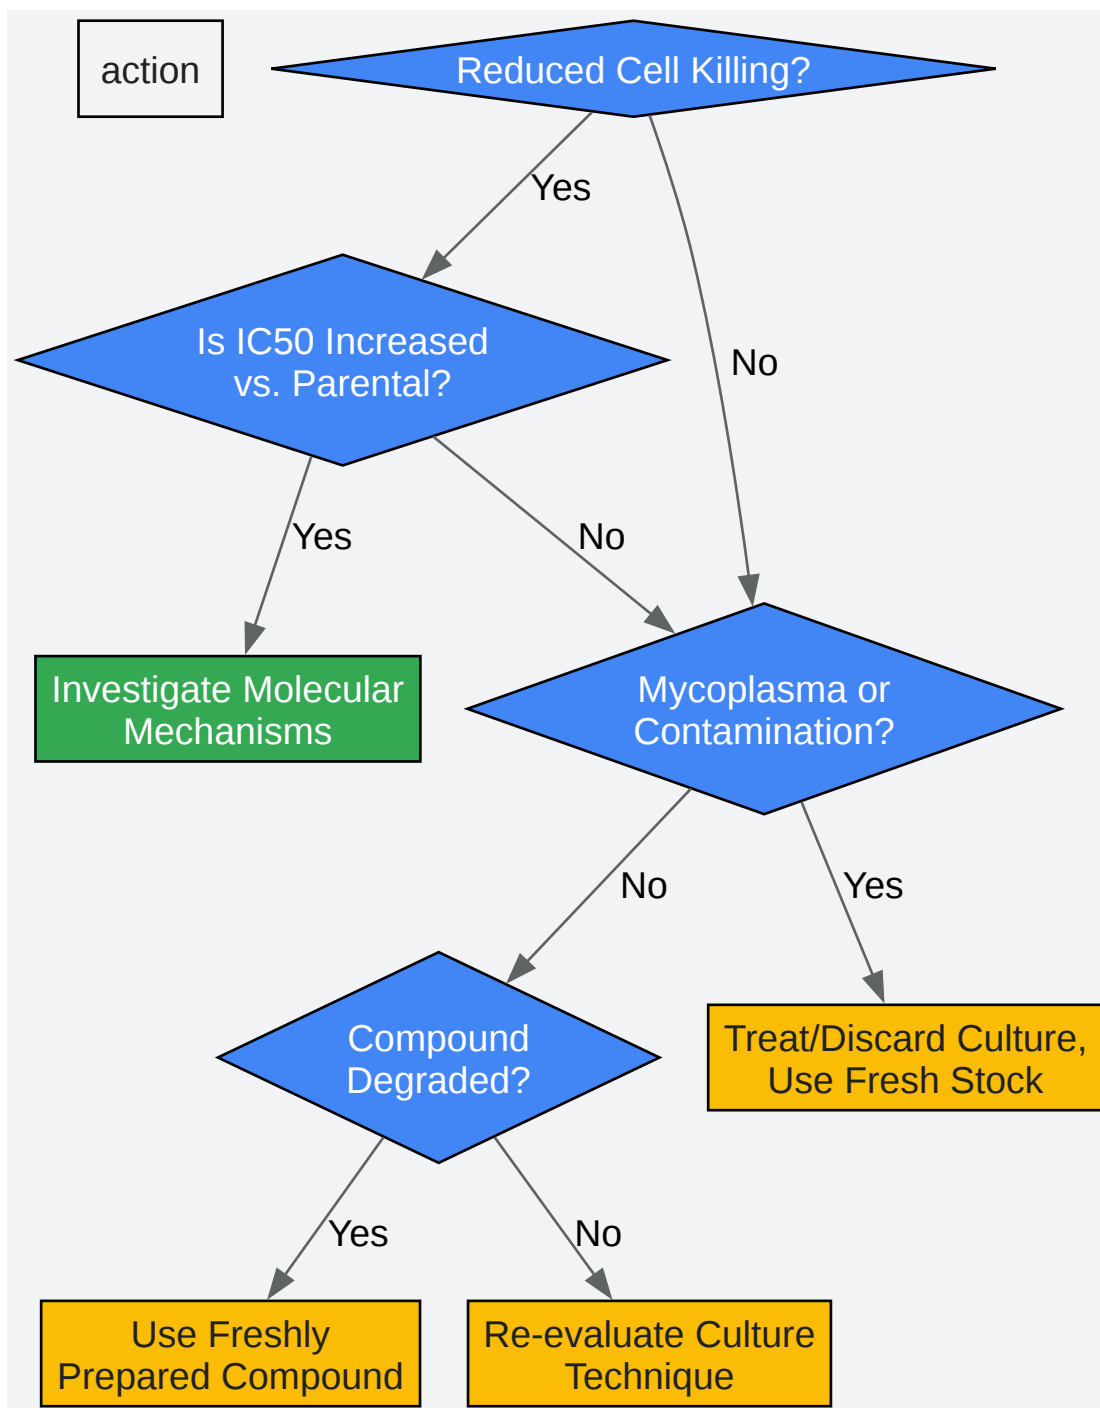 action
Reduced Cell Killing?
Yes
Is IC50 Increased
vs. Parental?
No
Yes
No
Investigate Molecular
Mechanisms
Mycoplasma or
Contamination?
No
Yes
Compound
Degraded?
Treat/Discard Culture,
Use Fresh Stock
Yes
No
Use Freshly
Prepared Compound
Re-evaluate Culture
Technique